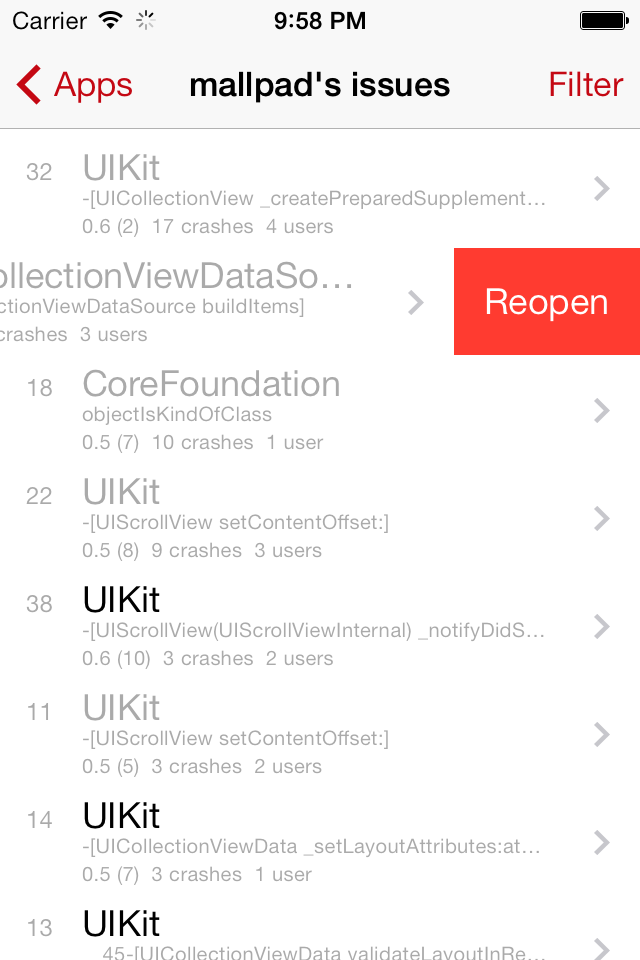 Carrier 9:58 PM
Apps mallpad's issues Filter
32 UIKit
-[UICollectionView _createPreparedSupplement…
0.6 (2) 17 crashes 4 users
ollectionViewDataSo…
ctionViewDataSource buildItems]
crashes 3 users
Reopen
18 CoreFoundation
objectIsKindOfClass
0.5 (7) 10 crashes 1 user
22 UIKit
-[UIScrollView setContentOffset:]
0.5 (8) 9 crashes 3 users
38 UIKit
-[UIScrollView(UIScrollViewInternal) _notifyDidS…
0.6 (10) 3 crashes 2 users
11 UIKit
-[UIScrollView setContentOffset:]
0.5 (5) 3 crashes 2 users
14 UIKit
-[UICollectionViewData _setLayoutAttributes:at…
0.5 (7) 3 crashes 1 user
13 UIKit
__45-[UICollectionViewData validateLayoutInRe…